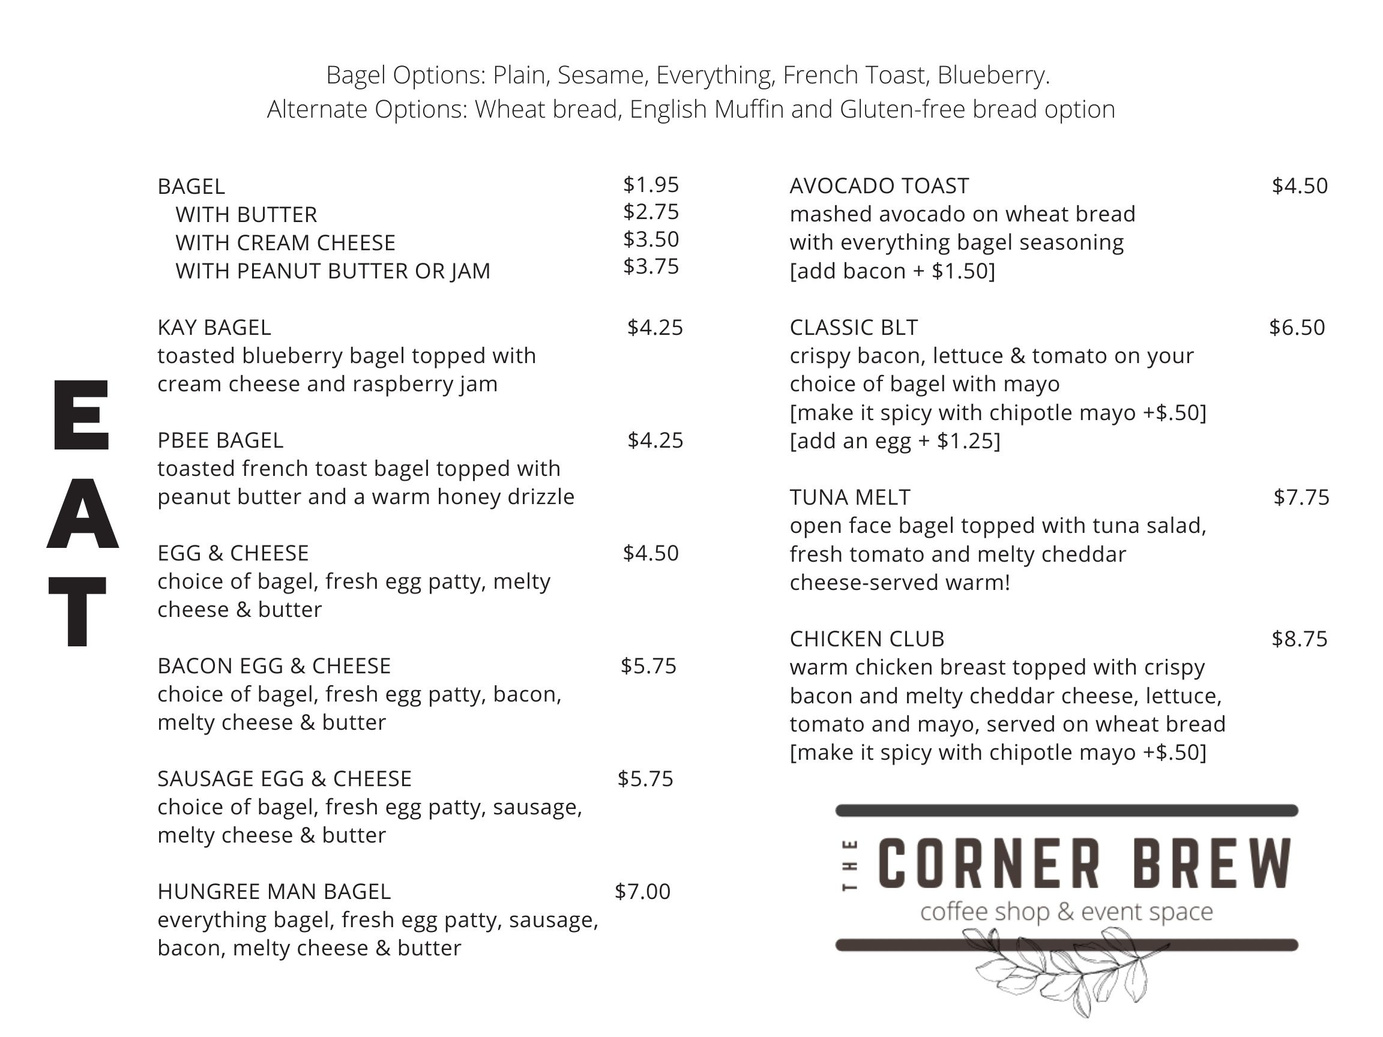 Bagel Options: Plain, Sesame, Everything, French Toast, Blueberry.
Alternate Options: Wheat bread, English Muffin and Gluten-free bread option
EAT
BAGEL $1.95
WITH BUTTER $2.75
WITH CREAM CHEESE $3.50
WITH PEANUT BUTTER OR JAM $3.75
KAY BAGEL $4.25
toasted blueberry bagel topped with
cream cheese and raspberry jam
PBEE BAGEL $4.25
toasted french toast bagel topped with
peanut butter and a warm honey drizzle
EGG & CHEESE $4.50
choice of bagel, fresh egg patty, melty
cheese & butter
BACON EGG & CHEESE $5.75
choice of bagel, fresh egg patty, bacon,
melty cheese & butter
SAUSAGE EGG & CHEESE $5.75
choice of bagel, fresh egg patty, sausage,
melty cheese & butter
HUNGREE MAN BAGEL $7.00
everything bagel, fresh egg patty, sausage,
bacon, melty cheese & butter
AVOCADO TOAST $4.50
mashed avocado on wheat bread
with everything bagel seasoning
[add bacon + $1.50]
CLASSIC BLT $6.50
crispy bacon, lettuce & tomato on your
choice of bagel with mayo
[make it spicy with chipotle mayo +$.50]
[add an egg + $1.25]
TUNA MELT $7.75
open face bagel topped with tuna salad,
fresh tomato and melty cheddar
cheese-served warm!
CHICKEN CLUB $8.75
warm chicken breast topped with crispy
bacon and melty cheddar cheese, lettuce,
tomato and mayo, served on wheat bread
[make it spicy with chipotle mayo +$.50]
THE CORNER BREW
coffee shop & event space